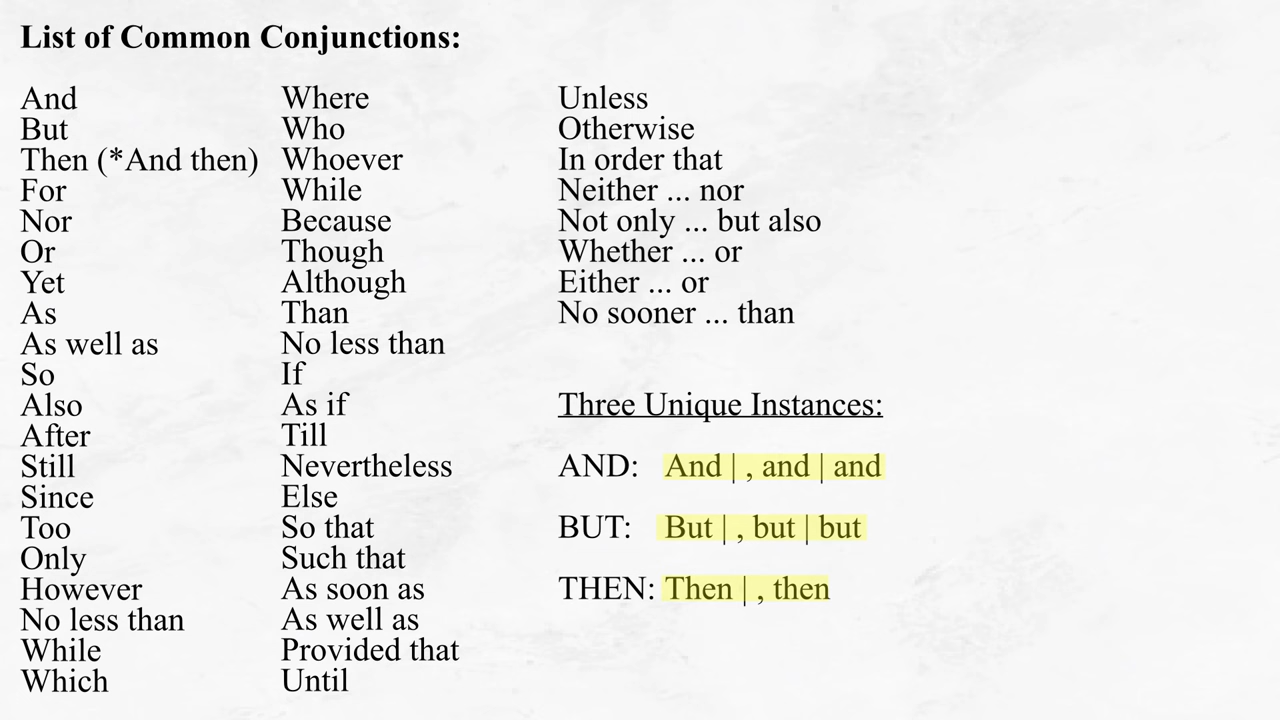 List of Common Conjunctions:
And
But
Then (*And then)
For
Nor
Or
Yet
As
As well as
So
Also
After
Still
Since
Too
Only
However
No less than
While
Which
Where
Who
Whoever
While
Because
Though
Although
Than
No less than
If
As if
Till
Nevertheless
Else
So that
Such that
As soon as
As well as
Provided that
Until
Unless
Otherwise
In order that
Neither ... nor
Not only ... but also
Whether ... or
Either ... or
No sooner ... than
Three Unique Instances:
AND: And | , and | and
BUT: But | , but | but
THEN: Then | , then